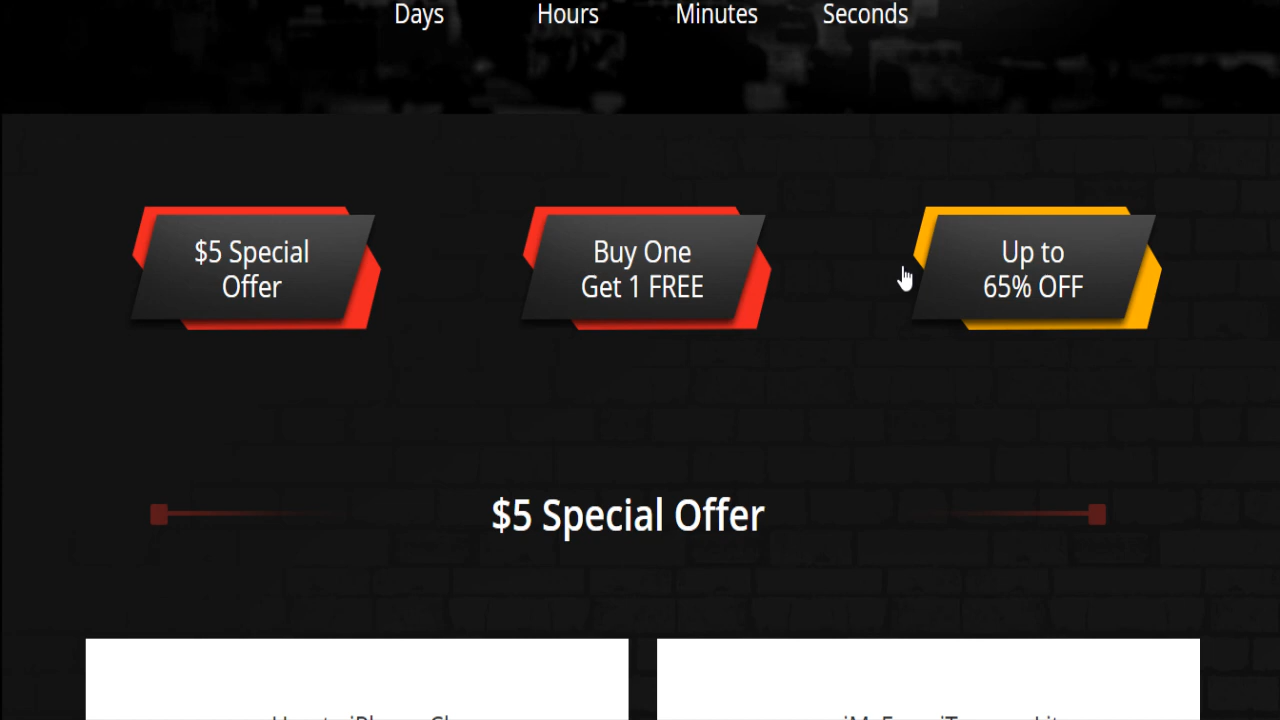 Days Hours Minutes Seconds
$5 Special
Offer
Buy One
Get 1 FREE
Up to
65% OFF
$5 Special Offer